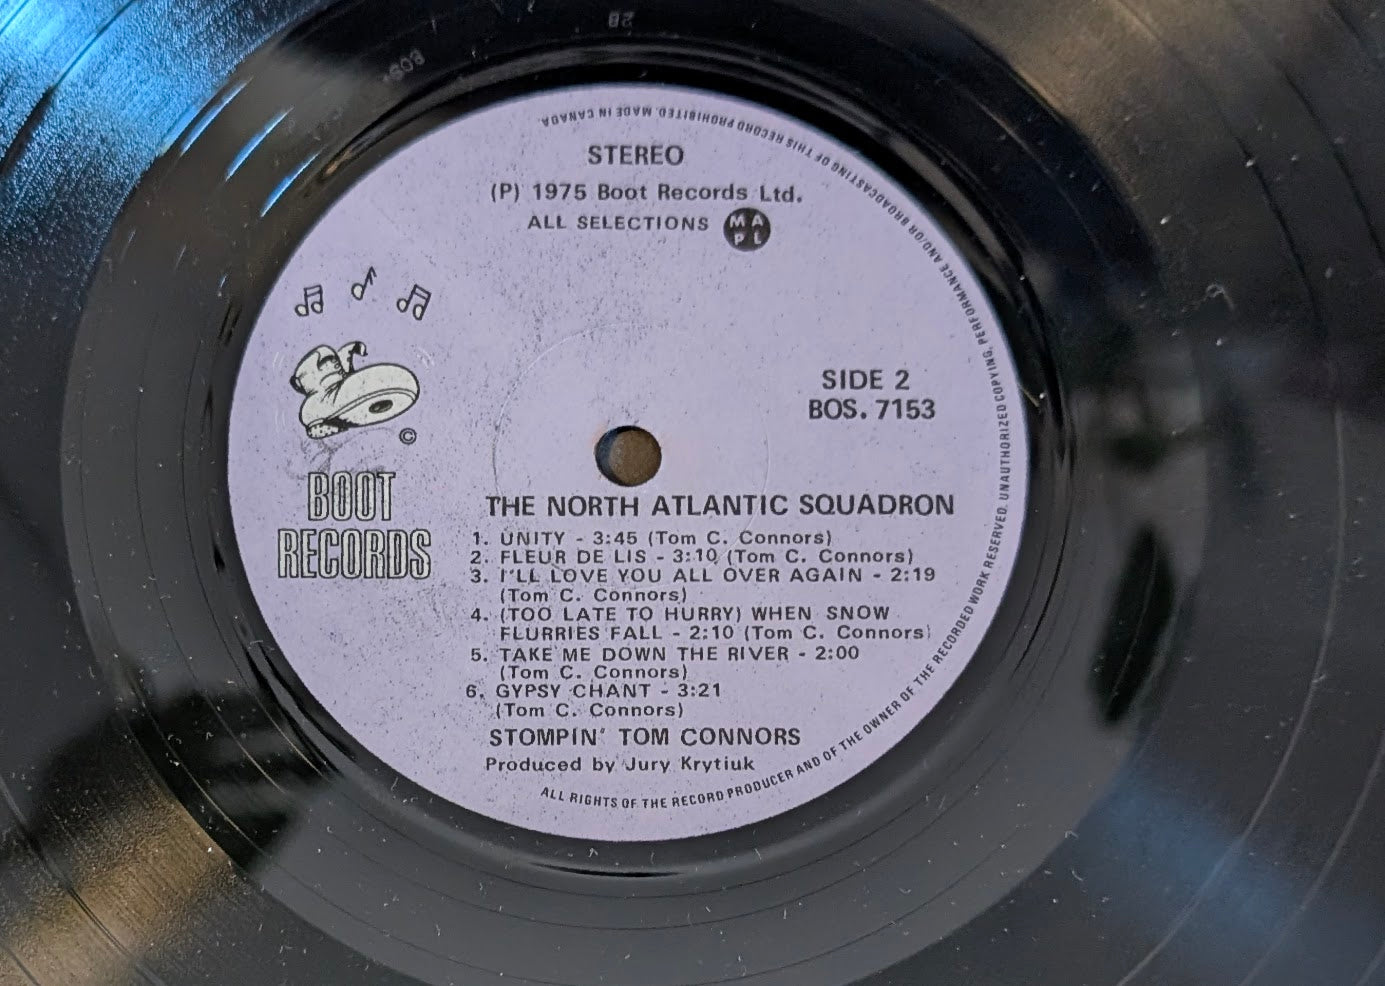 STEREO
(P) 1975 Boot Records Ltd.
ALL SELECTIONS MAPL
SIDE 2
BOS. 7153
©
BOOT
RECORDS
THE NORTH ATLANTIC SQUADRON
1. UNITY - 3:45 (Tom C. Connors)
2. FLEUR DE LIS - 3:10 (Tom C. Connors)
3. I'LL LOVE YOU ALL OVER AGAIN - 2:19
(Tom C. Connors)
4. (TOO LATE TO HURRY) WHEN SNOW
FLURRIES FALL - 2:10 (Tom C. Connors)
5. TAKE ME DOWN THE RIVER - 2:00
(Tom C. Connors)
6. GYPSY CHANT - 3:21
(Tom C. Connors)
STOMPIN' TOM CONNORS
Produced by Jury Krytiuk
ALL RIGHTS OF THE RECORD PRODUCER AND OF THE OWNER OF THE RECORDED WORK RESERVED. UNAUTHORIZED COPYING, PERFORMANCE AND/OR BROADCASTING OF THIS RECORD PROHIBITED. MADE IN CANADA.